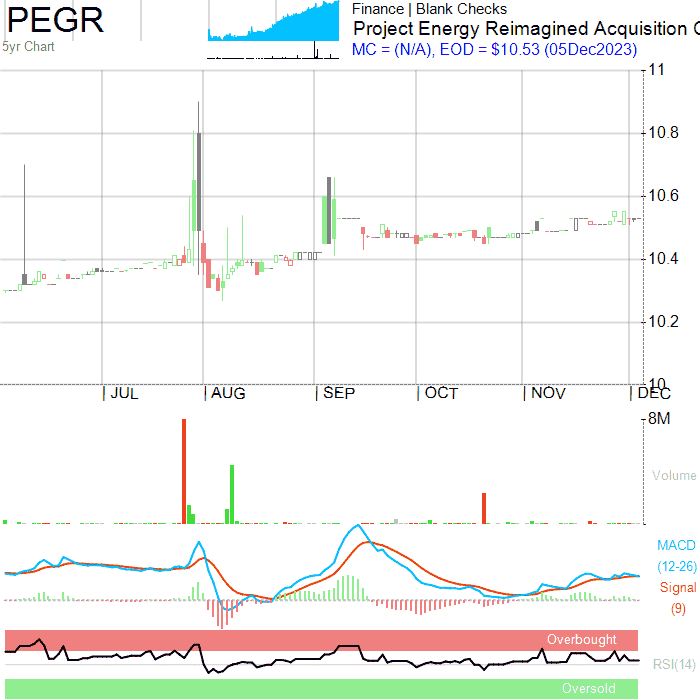 PEGR
5yr Chart
Finance | Blank Checks
Project Energy Reimagined Acquisition C
MC = (N/A), EOD = $10.53 (05Dec2023)
11
10.8
10.6
10.4
10.2
10
JUL AUG SEP OCT NOV DEC
8M
Volume
MACD
(12-26)
Signal
(9)
Overbought
RSI(14)
Oversold